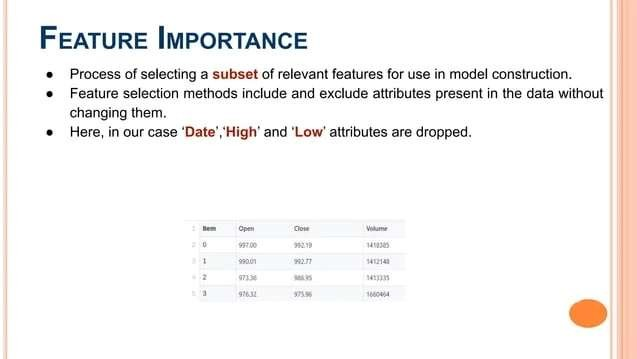 FEATURE IMPORTANCE
● Process of selecting a subset of relevant features for use in model construction.
● Feature selection methods include and exclude attributes present in the data without
changing them.
● Here, in our case ‘Date’,‘High’ and ‘Low’ attributes are dropped.
1 Item Open Close Volume
2 0 997.00 992.19 1418385
3 1 990.01 992.77 1412148
4 2 973.36 988.95 1413335
5 3 976.32 975.96 1660464